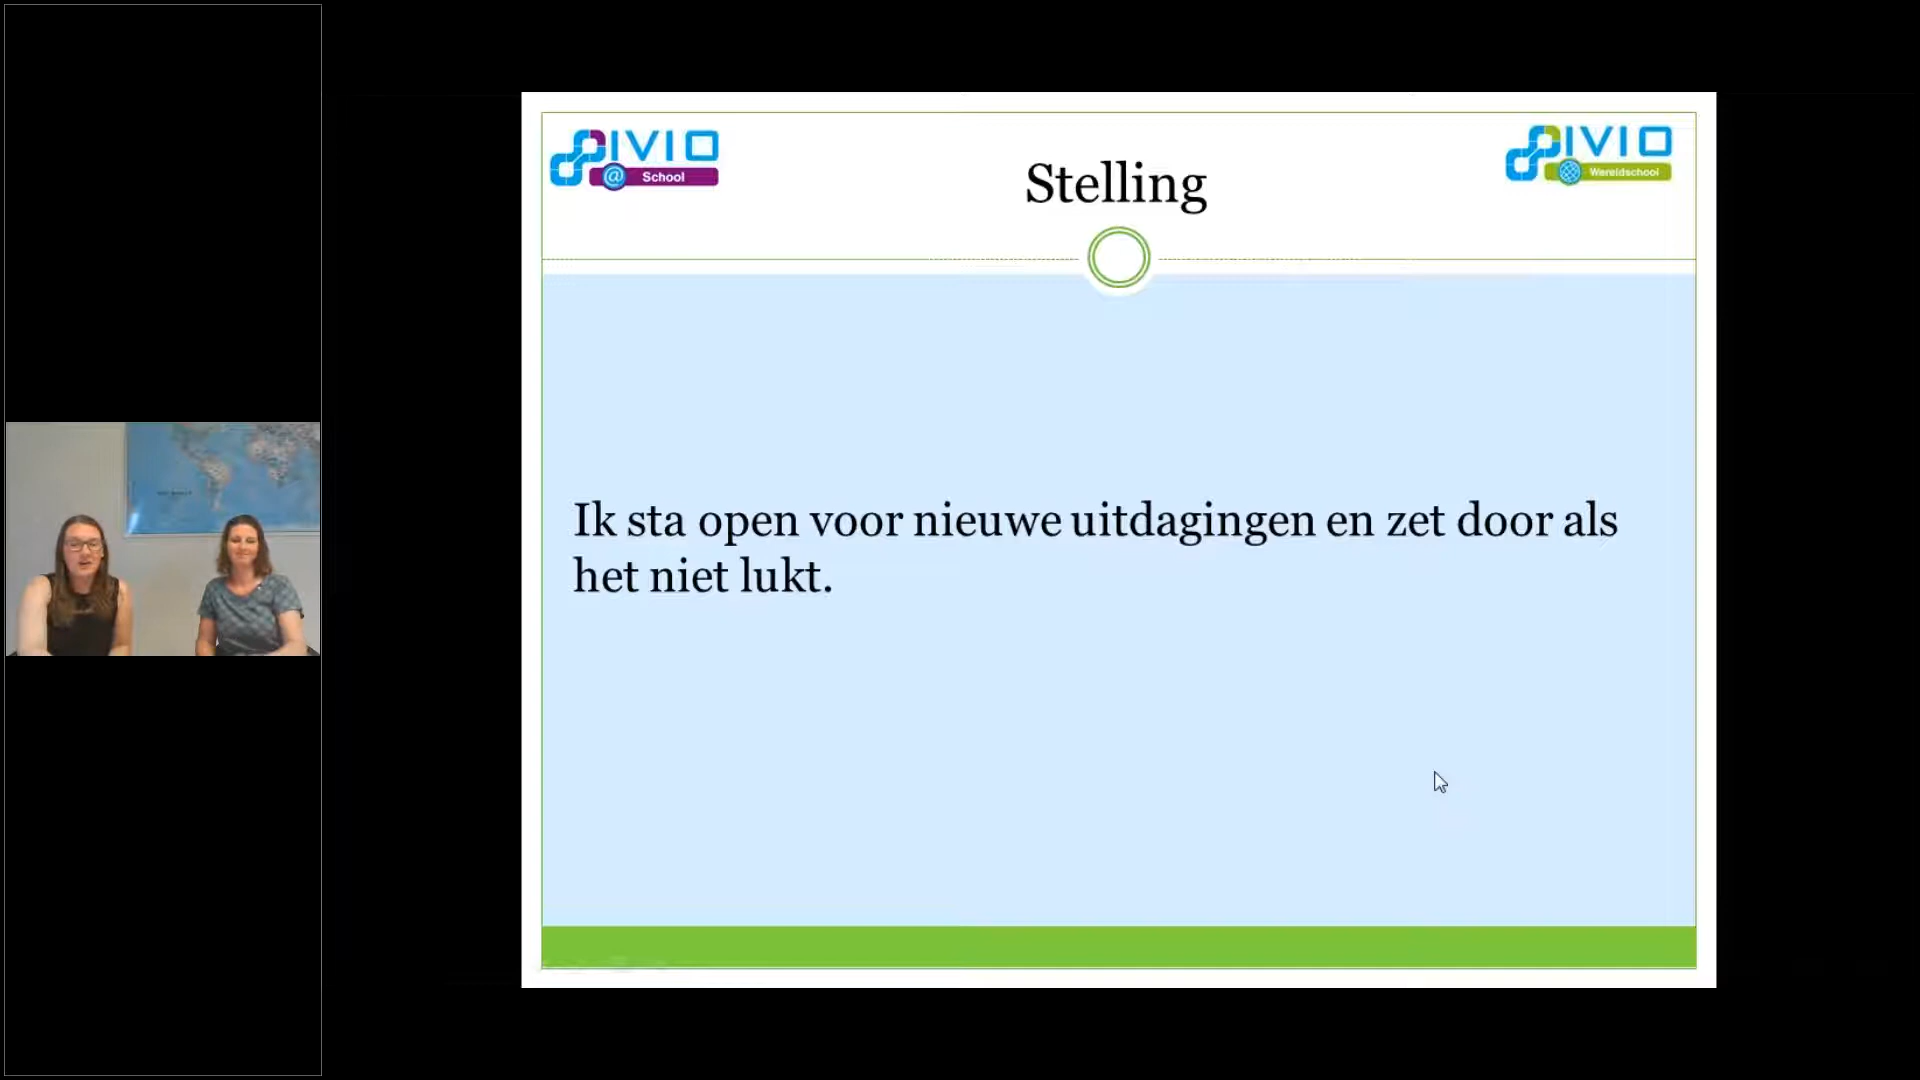 IVIO
@ School
Stelling
IVIO
Wereldschool
Ik sta open voor nieuwe uitdagingen en zet door als
het niet lukt.